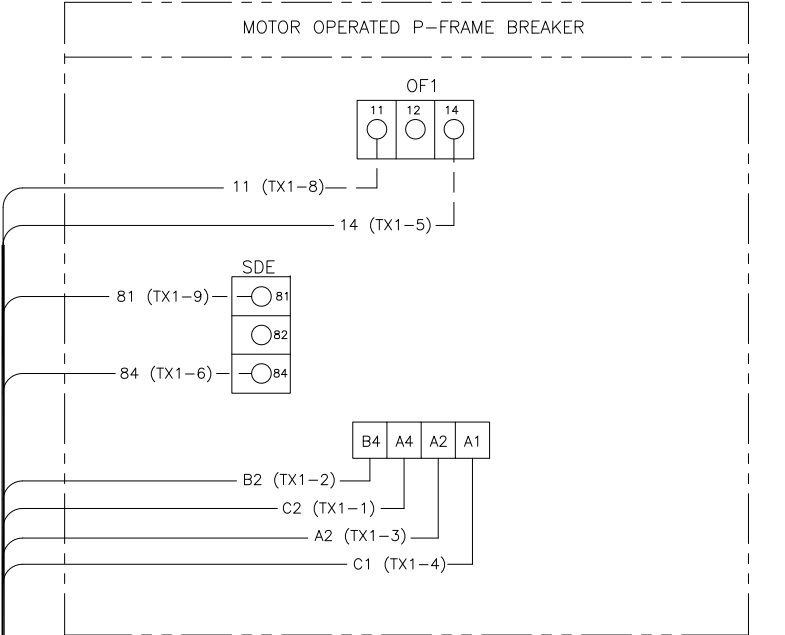 MOTOR OPERATED P-FRAME BREAKER
OF1
11 12 14
11 (TX1-8)
14 (TX1-5)
SDE
81 (TX1-9) 81
82
84 (TX1-6) 84
B4 A4 A2 A1
B2 (TX1-2)
C2 (TX1-1)
A2 (TX1-3)
C1 (TX1-4)